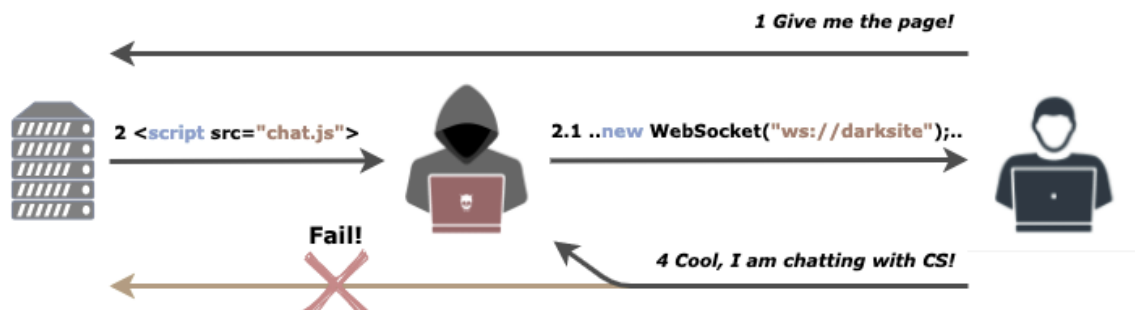 1 Give me the page!
2 <script src="chat.js">
2.1 ..new WebSocket("ws://darksite");..
Fail!
4 Cool, I am chatting with CS!